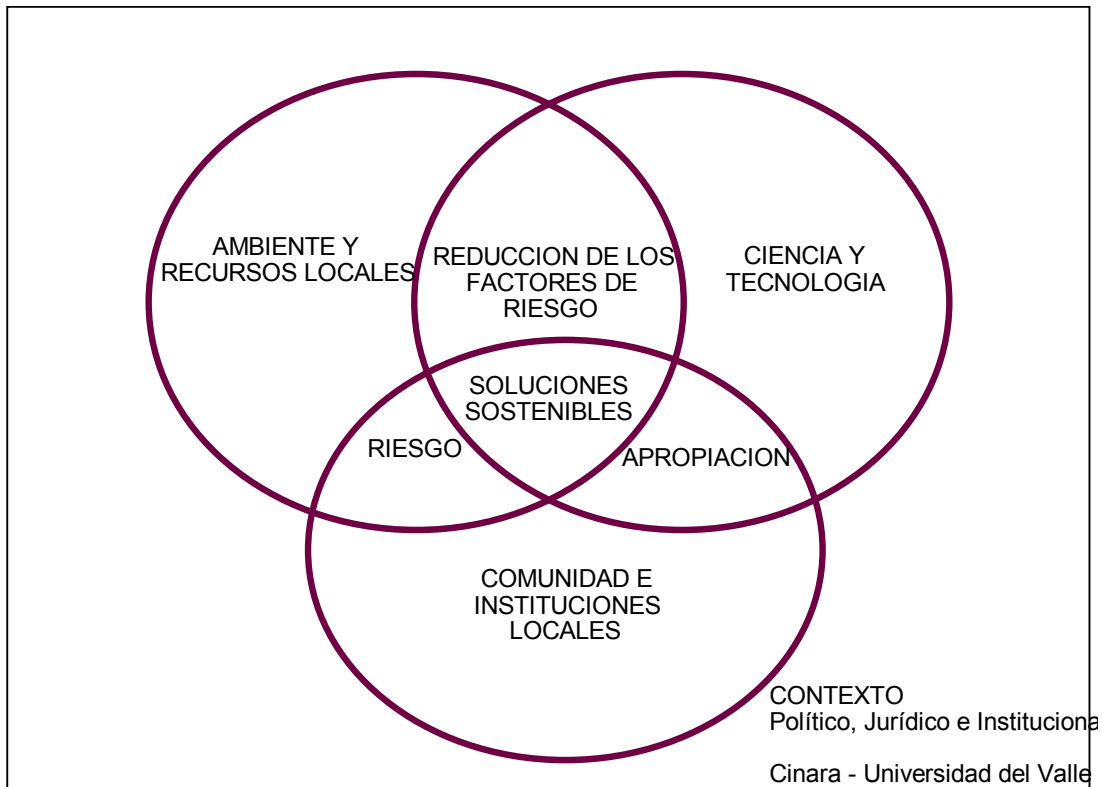 AMBIENTE Y
RECURSOS LOCALES
REDUCCION DE LOS
FACTORES DE
RIESGO
CIENCIA Y
TECNOLOGIA
SOLUCIONES
SOSTENIBLES
RIESGO
APROPIACION
COMUNIDAD E
INSTITUCIONES
LOCALES
CONTEXTO
Político, Jurídico e Instituciona
Cinara - Universidad del Valle